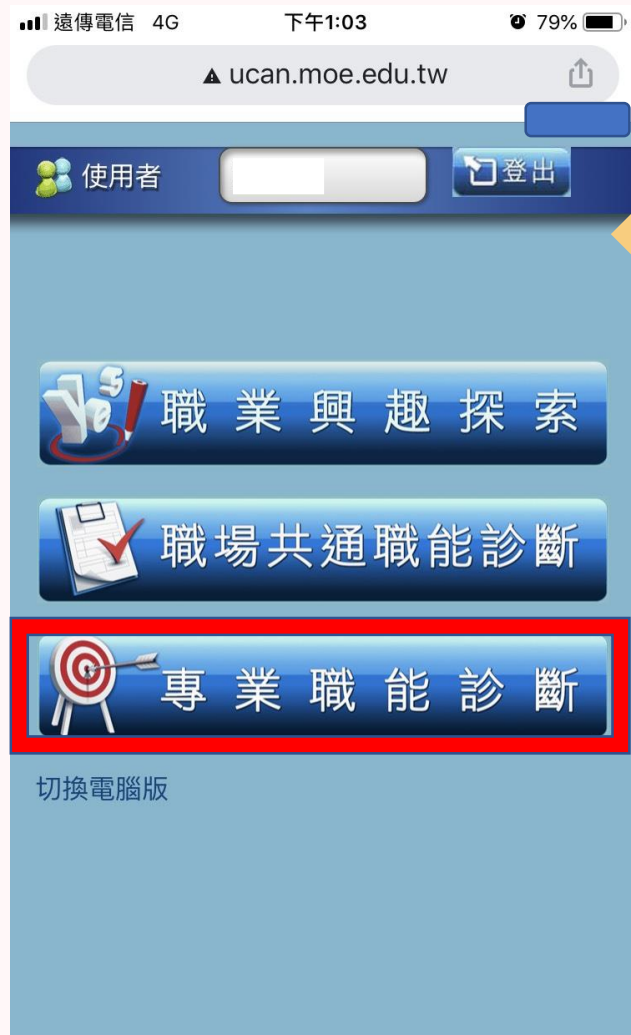 遠傳電信 4G 下午1:03 79%
ucan.moe.edu.tw
使用者 登出
職業興趣探索
職場共通職能診斷
專業職能診斷
切換電腦版